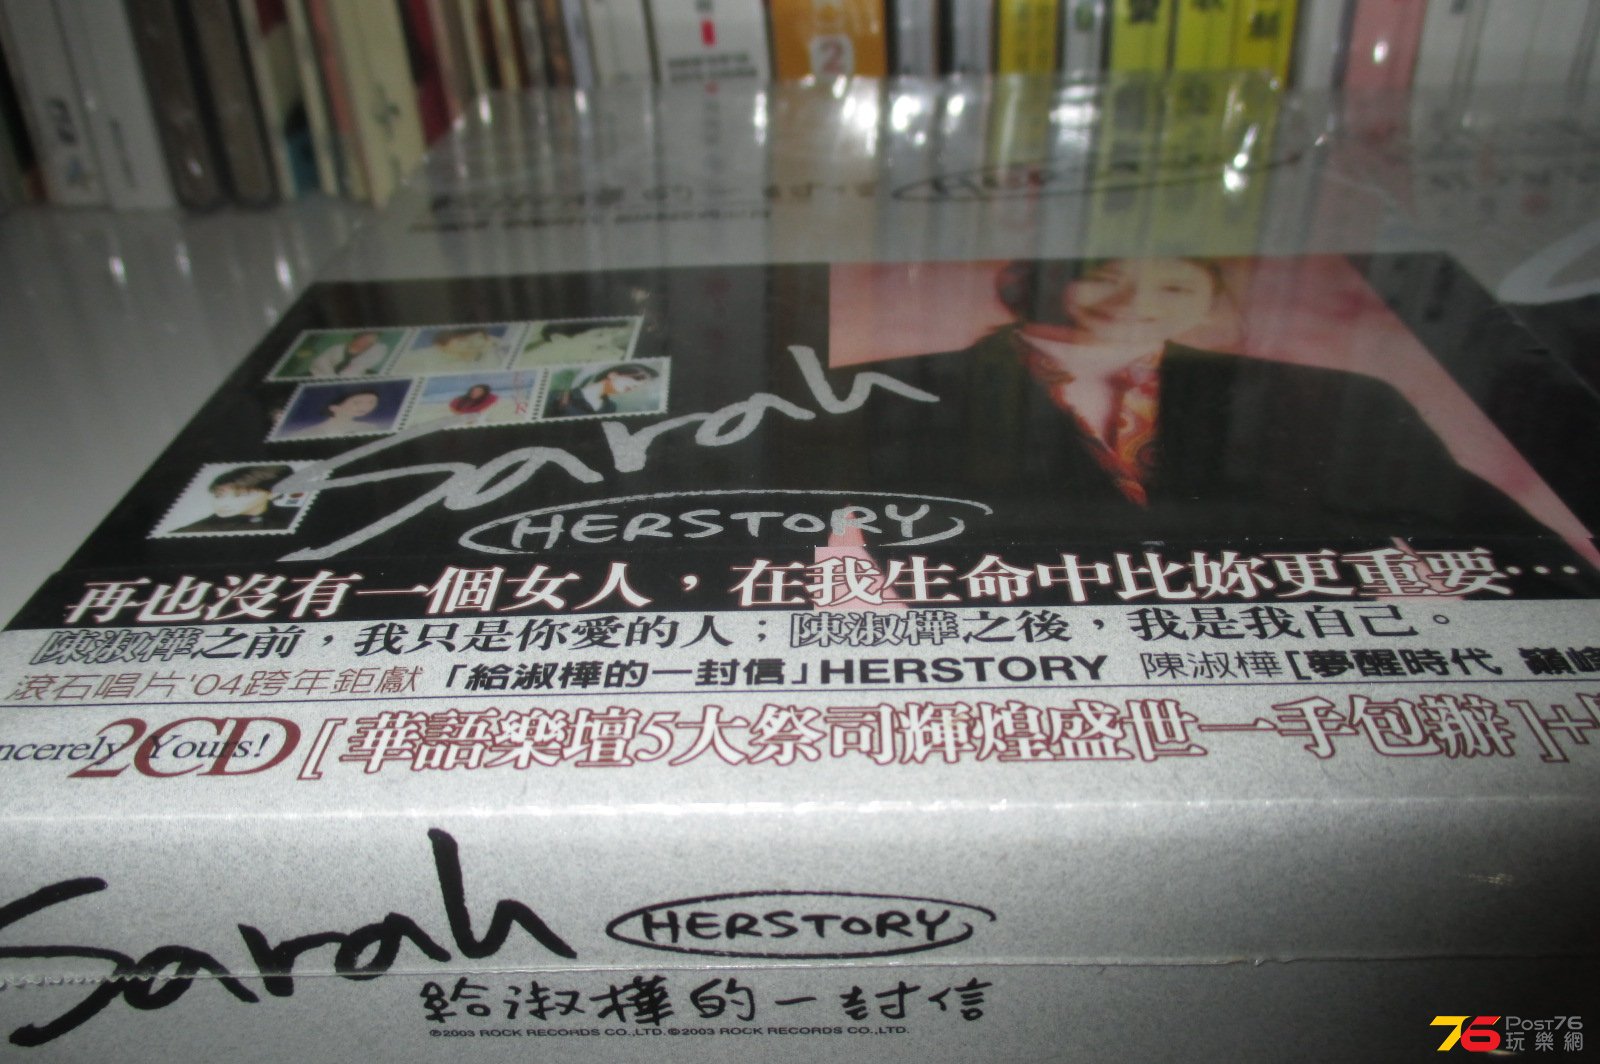 2
Sarah
HERSTORY
再也沒有一個女人，在我生命中比妳更重要…
陳淑樺之前，我只是你愛的人；陳淑樺之後，我是我自己。
滾石唱片'04跨年鉅獻「給淑樺的一封信」HERSTORY 陳淑樺[夢醒時代 巔峰
ncerely Yours! 2CD [華語樂壇5大祭司輝煌盛世一手包辦]+
Sarah HERSTORY
給淑樺的一封信
℗2003 ROCK RECORDS CO.,LTD.©2003 ROCK RECORDS CO.,LTD.
76 Post76
玩樂網